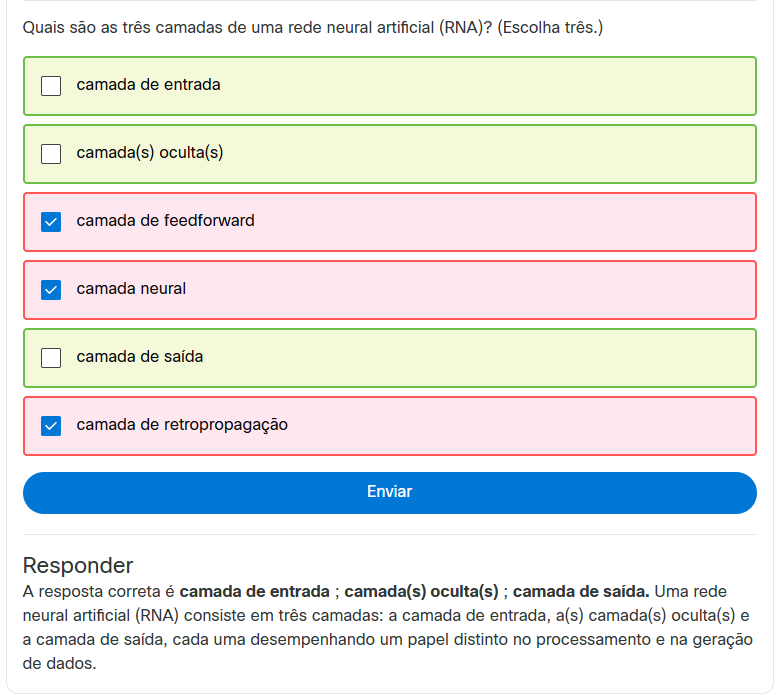 Quais são as três camadas de uma rede neural artificial (RNA)? (Escolha três.)
camada de entrada
camada(s) oculta(s)
camada de feedforward
camada neural
camada de saída
camada de retropropagação
Enviar
Responder
A resposta correta é camada de entrada ; camada(s) oculta(s) ; camada de saída. Uma rede
neural artificial (RNA) consiste em três camadas: a camada de entrada, a(s) camada(s) oculta(s) e
a camada de saída, cada uma desempenhando um papel distinto no processamento e na geração
de dados.